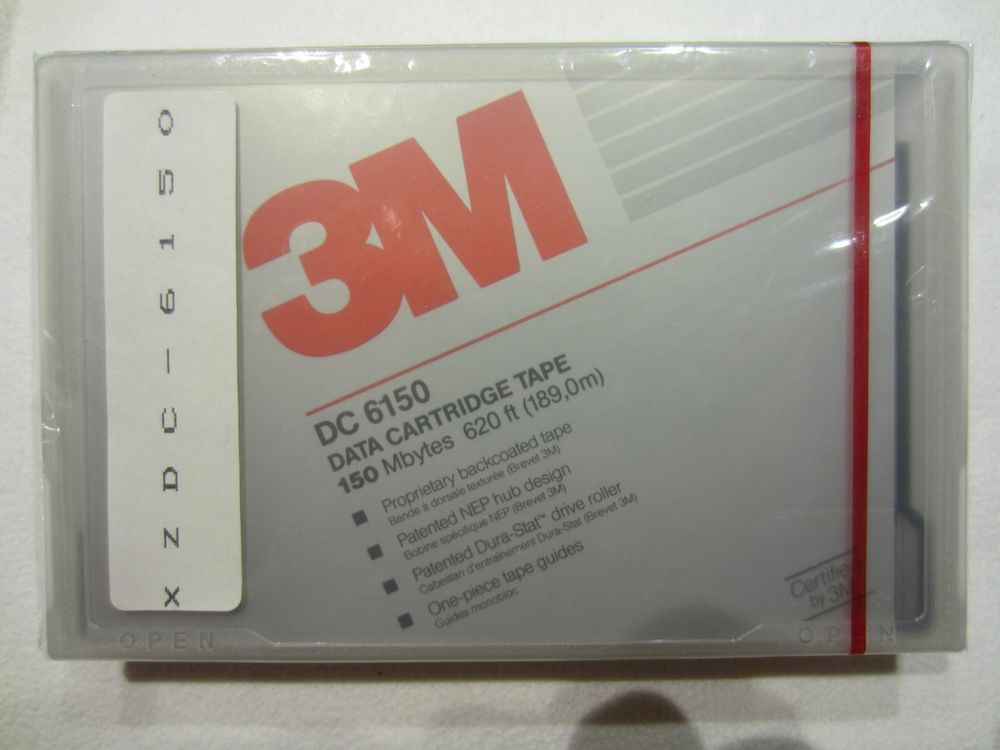 XZDC-6150
3M
DC 6150
DATA CARTRIDGE TAPE
150 Mbytes 620 ft (189,0m)
Proprietary backcoated tape
Bande à dorsale texturée (Brevet 3M)
Patented NEP hub design
Bobine spécifique NEP (Brevet 3M)
Patented Dura-Stat™ drive roller
Cabestan d'entraînement Dura-Stat (Brevet 3M)
One-piece tape guides
Guides monobloc
Certified
by 3M
OPEN
OPEN